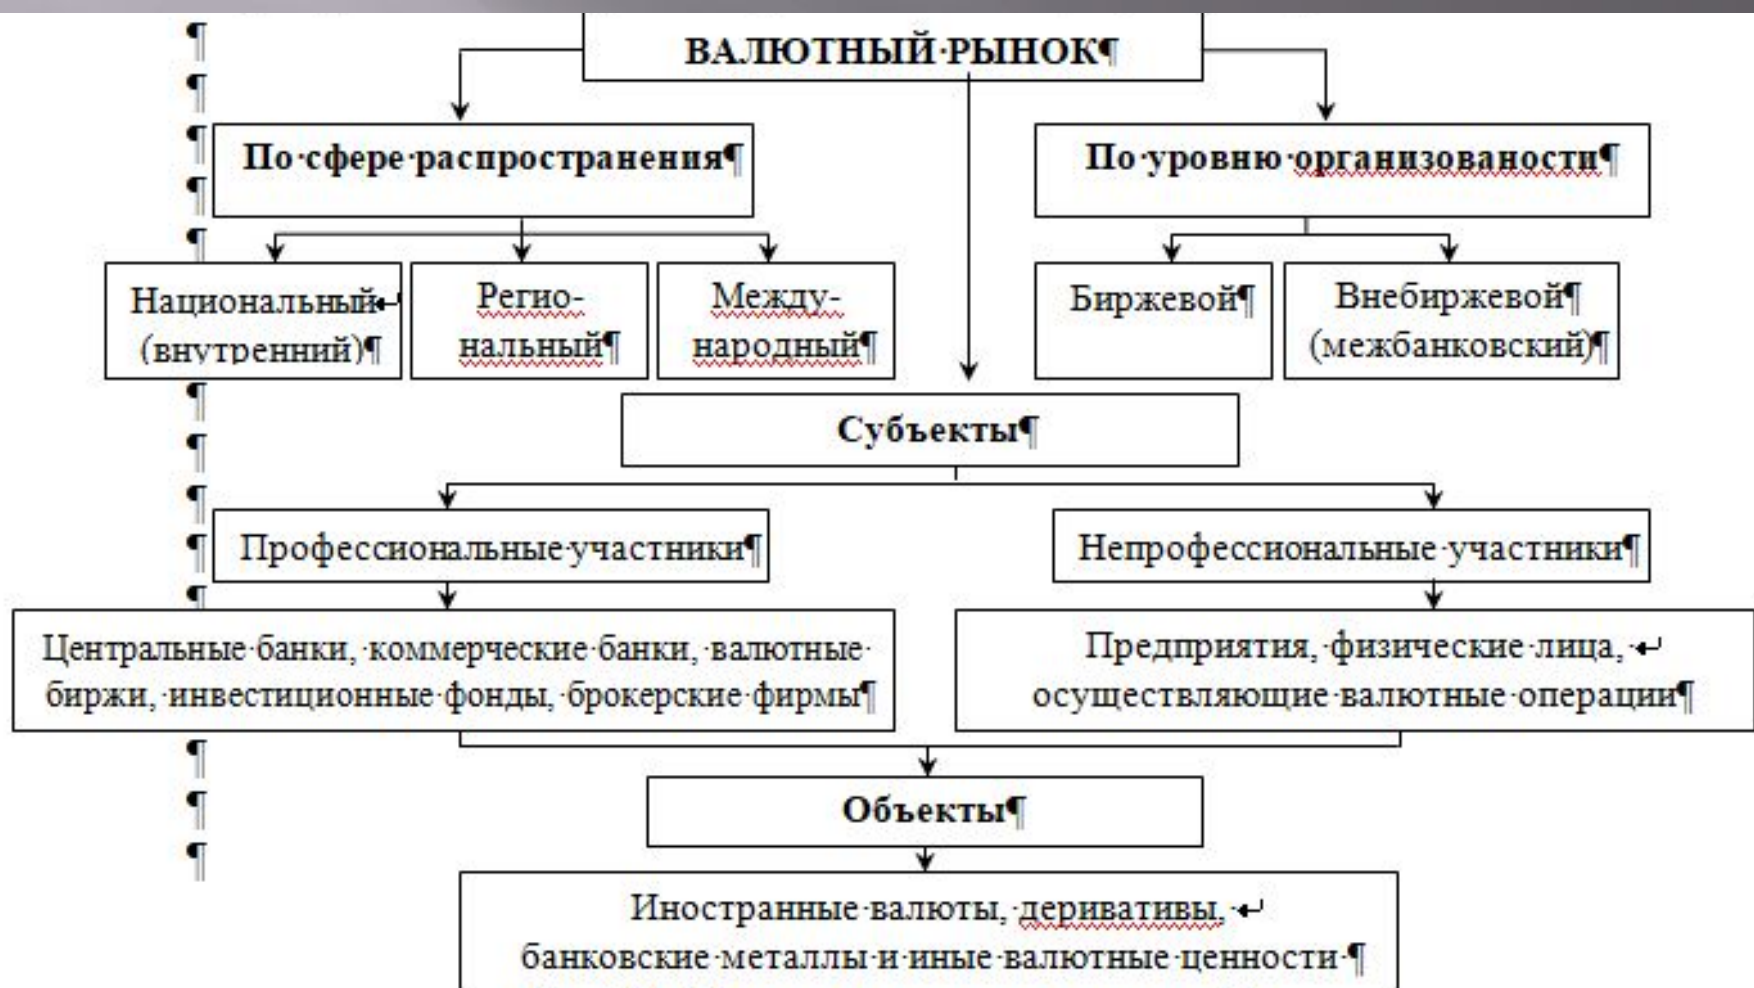 ВАЛЮТНЫЙ·РЫНОК¶
¶
¶
¶
¶
¶
По·сфере·распространения¶
По·уровню·организованости¶
Национальный↵
(внутренний)¶
Регио-
нальный¶
Между-
народный¶
Биржевой¶
Внебиржевой¶
(межбанковский)¶
¶
¶
Субъекты¶
¶
¶
¶
Профессиональные·участники¶
Непрофессиональные·участники¶
Центральные·банки,·коммерческие·банки,·валютные·
биржи,·инвестиционные·фонды,·брокерские·фирмы¶
Предприятия,·физические·лица,·↵
осуществляющие·валютные·операции¶
¶
¶
¶
Объекты¶
Иностранные·валюты,·деривативы,·↵
банковские·металлы·и·иные·валютные·ценности·¶